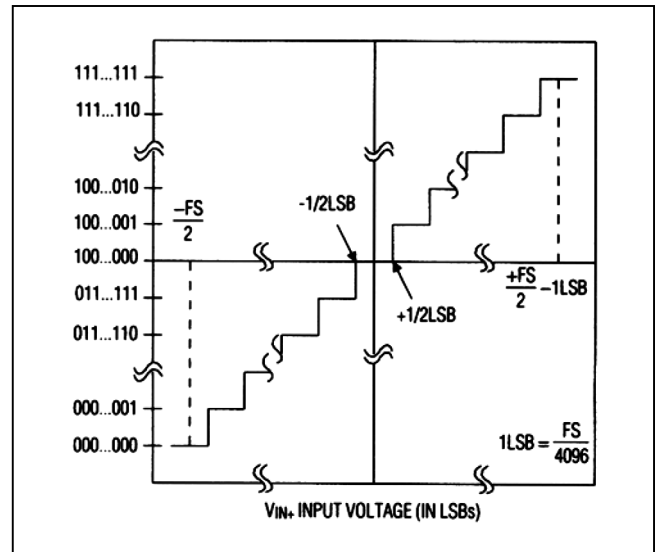 111...111
111...110
100...010
100...001
100...000
011...111
011...110
000...001
000...000
-FS
2
-1/2LSB
+1/2LSB
+FS
2
-1LSB
1LSB = FS
4096
VIN+ INPUT VOLTAGE (IN LSBs)